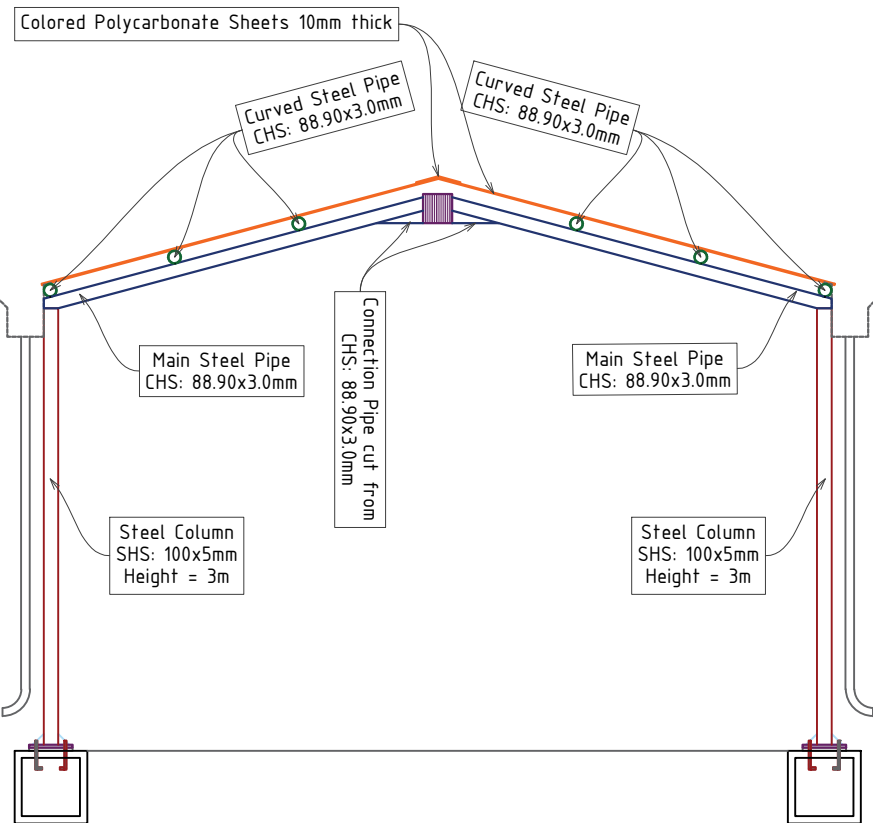 Colored Polycarbonate Sheets 10mm thick
Curved Steel Pipe
CHS: 88.90x3.0mm
Curved Steel Pipe
CHS: 88.90x3.0mm
Main Steel Pipe
CHS: 88.90x3.0mm
Connection Pipe cut from
CHS: 88.90x3.0mm
Main Steel Pipe
CHS: 88.90x3.0mm
Steel Column
SHS: 100x5mm
Height = 3m
Steel Column
SHS: 100x5mm
Height = 3m